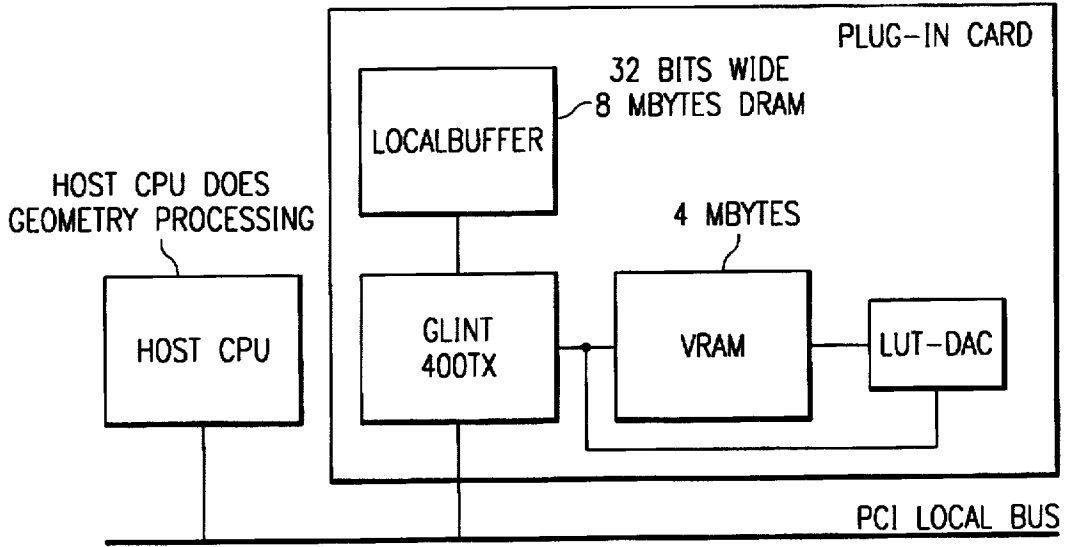 PLUG-IN CARD
32 BITS WIDE
8 MBYTES DRAM
LOCALBUFFER
HOST CPU DOES
GEOMETRY PROCESSING
4 MBYTES
HOST CPU
GLINT
400TX
VRAM
LUT-DAC
PCI LOCAL BUS